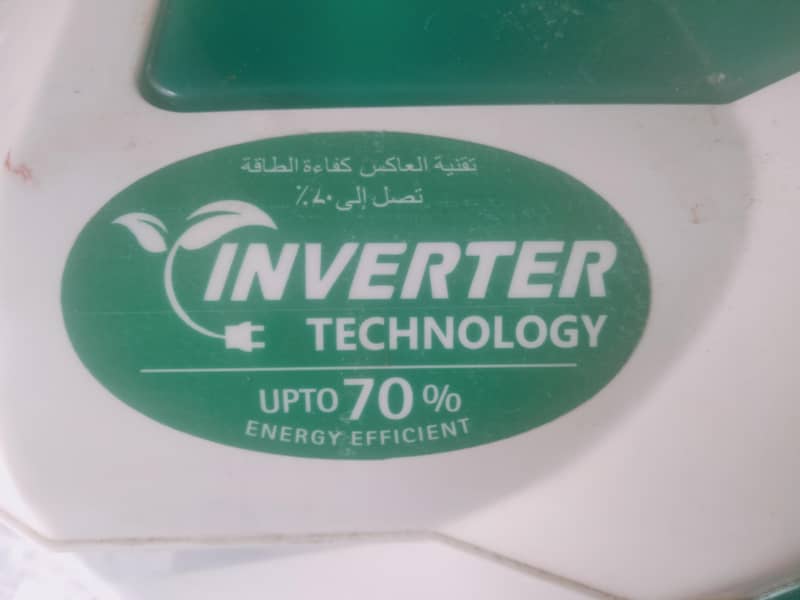 تقنية العاكس كفاءة الطاقة
تصل إلى ٧٠٪
INVERTER
TECHNOLOGY
UPTO 70 %
ENERGY EFFICIENT